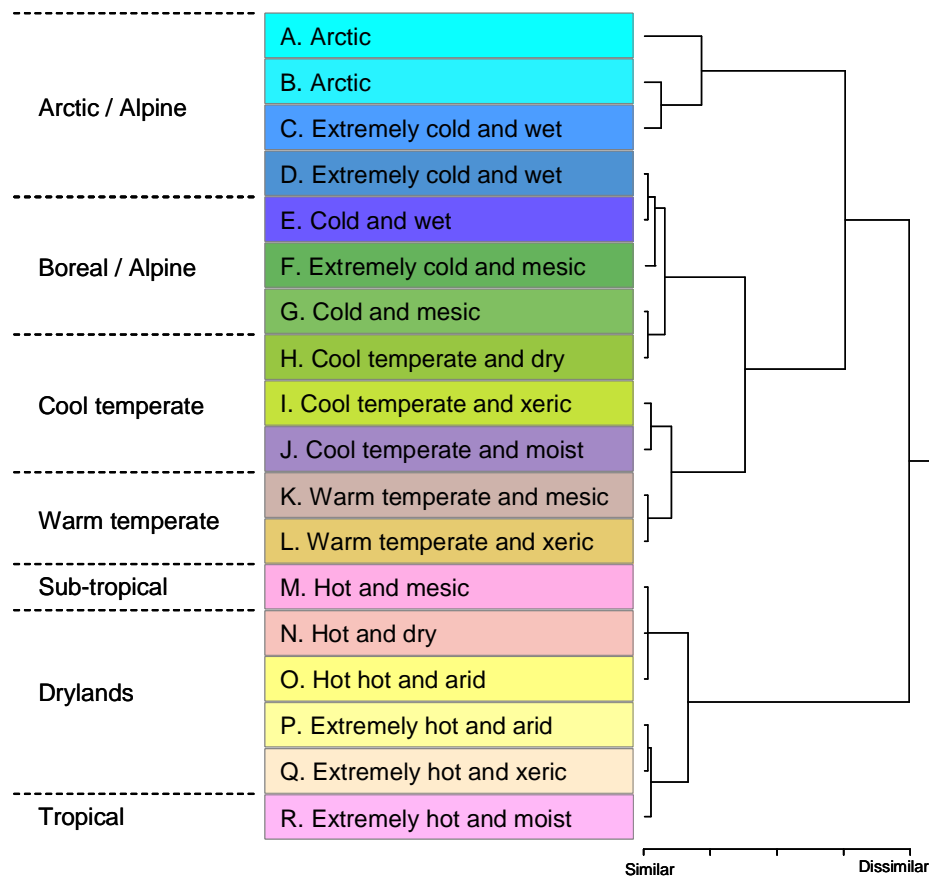 Arctic / Alpine
A. Arctic
B. Arctic
C. Extremely cold and wet
D. Extremely cold and wet
Boreal / Alpine
E. Cold and wet
F. Extremely cold and mesic
G. Cold and mesic
Cool temperate
H. Cool temperate and dry
I. Cool temperate and xeric
J. Cool temperate and moist
Warm temperate
K. Warm temperate and mesic
L. Warm temperate and xeric
Sub-tropical
M. Hot and mesic
Drylands
N. Hot and dry
O. Hot hot and arid
P. Extremely hot and arid
Q. Extremely hot and xeric
Tropical
R. Extremely hot and moist
Similar
Dissimilar